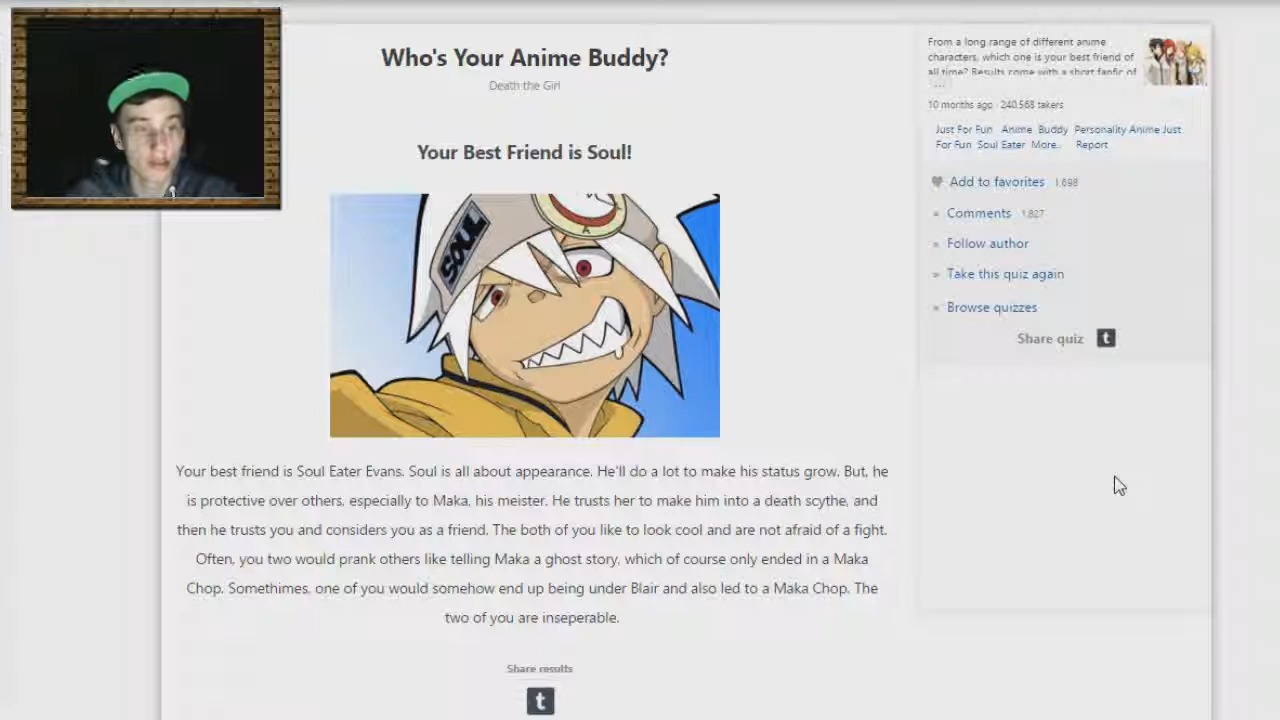 Who's Your Anime Buddy?
Death the Girl
Your Best Friend is Soul!
SOUL
Your best friend is Soul Eater Evans. Soul is all about appearance. He'll do a lot to make his status grow. But, he
is protective over others, especially to Maka, his meister. He trusts her to make him into a death scythe, and
then he trusts you and considers you as a friend. The both of you like to look cool and are not afraid of a fight.
Often, you two would prank others like telling Maka a ghost story, which of course only ended in a Maka
Chop. Somethimes, one of you would somehow end up being under Blair and also led to a Maka Chop. The
two of you are inseperable.
Share results
t
From a long range of different anime
characters, which one is your best friend of
all time? Results come with a short fanfic of
...
10 months ago · 240,568 takers
Just For Fun Anime Buddy Personality Anime Just
For Fun Soul Eater More.. Report
Add to favorites 1,698
» Comments 1,827
» Follow author
» Take this quiz again
» Browse quizzes
Share quiz t